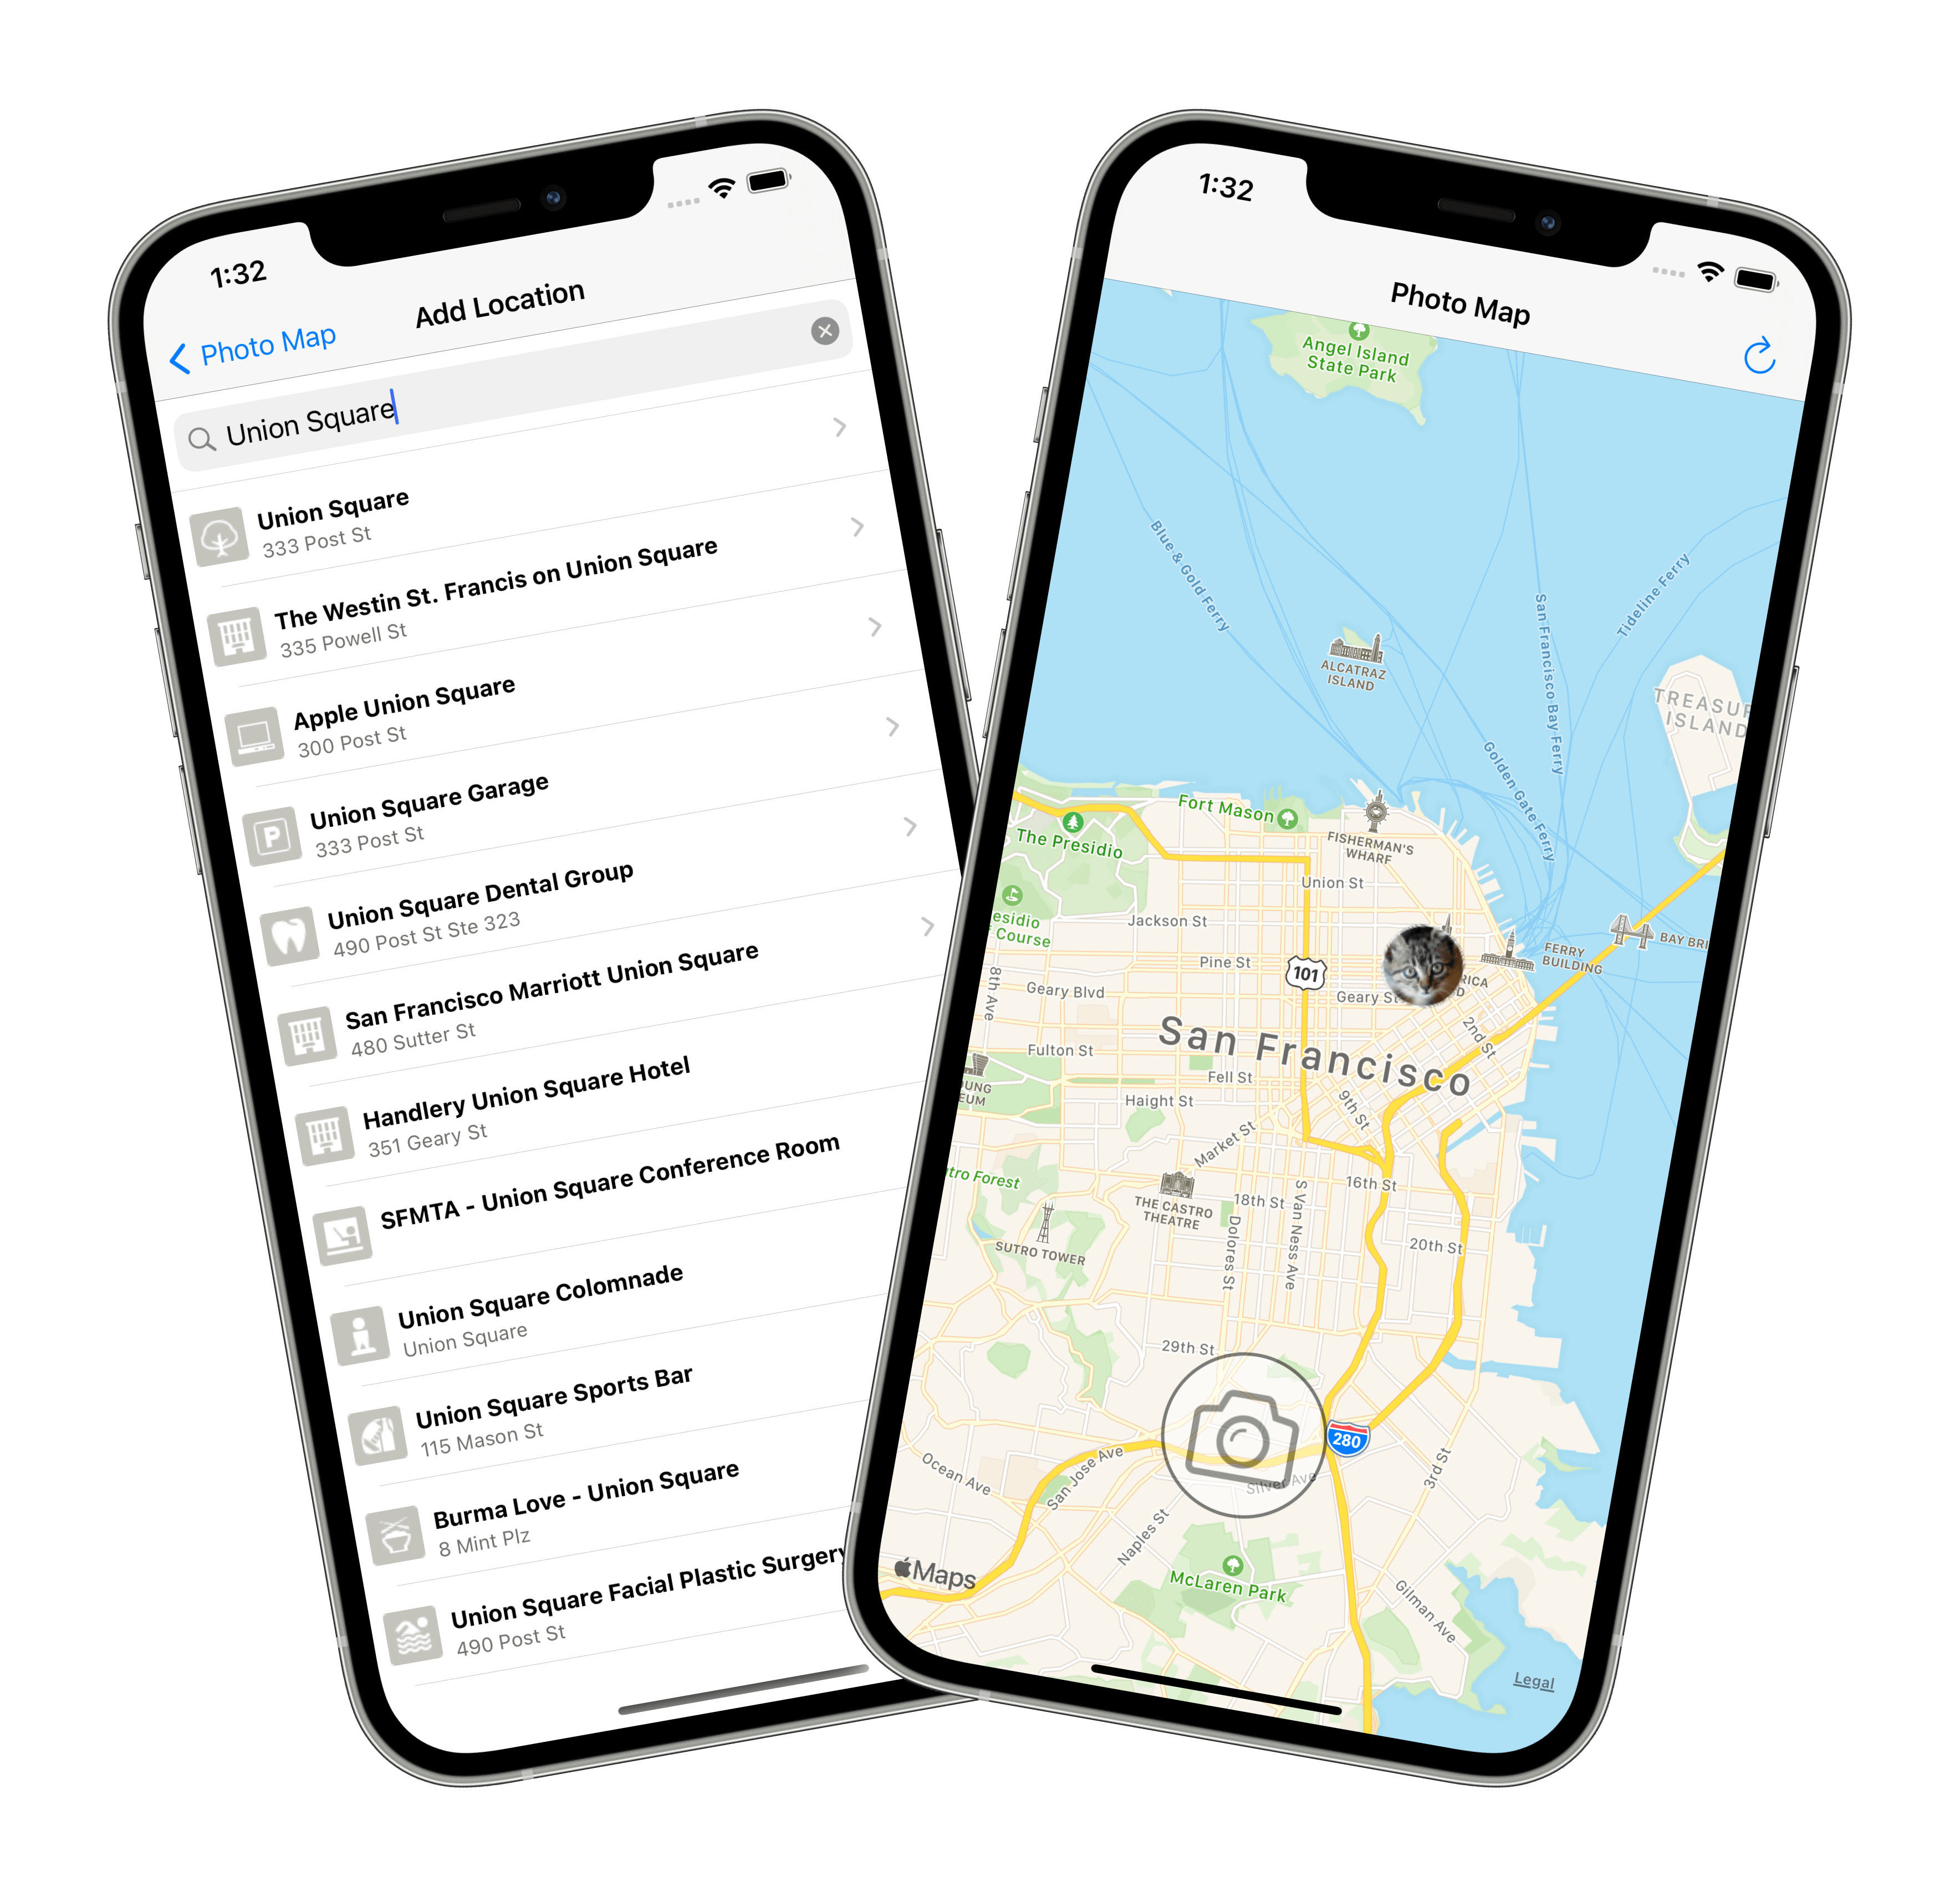 1:32
Photo Map
Add Location
Union Square
Union Square
333 Post St
The Westin St. Francis on Union Square
335 Powell St
Apple Union Square
300 Post St
Union Square Garage
P
333 Post St
Union Square Dental Group
490 Post St Ste 323
San Francisco Marriott Union Square
480 Sutter St
Handlery Union Square Hotel
351 Geary St
SFMTA - Union Square Conference Room
Union Square Colomnade
Union Square
Union Square Sports Bar
115 Mason St
Burma Love - Union Square
8 Mint Plz
Union Square Facial Plastic Surgery
490 Post St
1:32
Photo Map
Angel Island
State Park
Blue & Gold Ferry
San Francisco Bay Ferry
Tideline Ferry
ALCATRAZ
ISLAND
TREASUR
ISLAND
Golden Gate Ferry
Fort Mason
The Presidio
FISHERMAN'S
WHARF
Union St
esidio
Course
Jackson St
Pine St
101
FERRY
BUILDING
BAY BRI
8th Ave
Geary Blvd
Geary St
RICA
D
2nd St
San Francisco
Fulton St
Fell St
UNG
EUM
Haight St
9th St
Market St
tro Forest
16th St
THE CASTRO
THEATRE
18th St
S Van Ness Ave
Dolores St
SUTRO TOWER
20th St
29th St
280
Ocean Ave
San Jose Ave
Silver Ave
3rd St
Naples St
Maps
McLaren Park
Gilman Ave
Legal